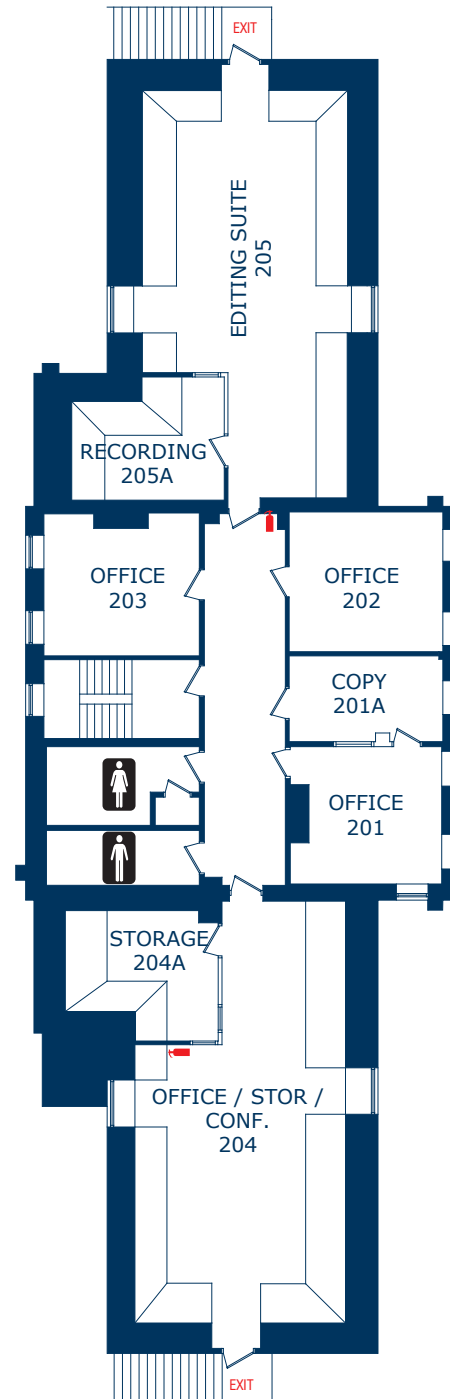 EXIT
EDITING SUITE
205
RECORDING
205A
OFFICE
203
OFFICE
202
COPY
201A
OFFICE
201
STORAGE
204A
OFFICE / STOR /
CONF.
204
EXIT